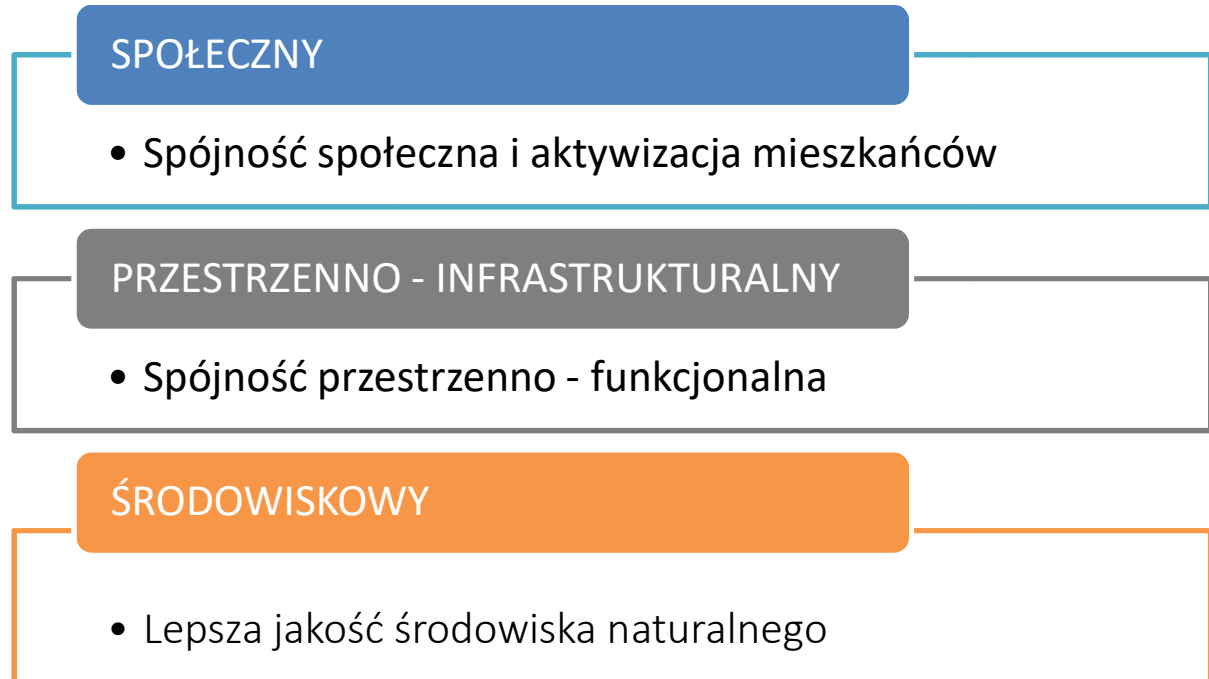 SPOŁECZNY
• Spójność społeczna i aktywizacja mieszkańców
PRZESTRZENNO - INFRASTRUKTURALNY
• Spójność przestrzenno - funkcjonalna
ŚRODOWISKOWY
• Lepsza jakość środowiska naturalnego